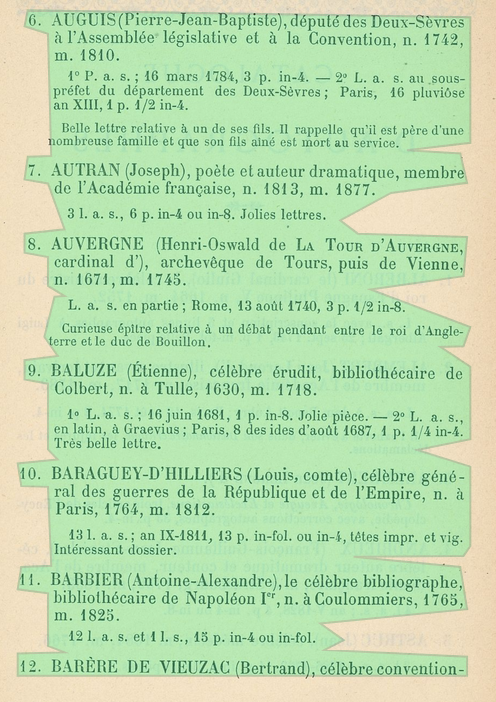 6. AUGUIS (Pierre-Jean-Baptiste), député des Deux-Sèvres
à l'Assemblée législative et à la Convention, n. 1742,
m. 1810.
1º P. a. s.; 16 mars 1784, 3 p. in-4. — 2º L. a. s. au sous-
préfet du département des Deux-Sèvres; Paris, 16 pluviôse
an XIII, 1 p. 1/2 in-4.
Belle lettre relative à un de ses fils. Il rappelle qu'il est père d'une
nombreuse famille et que son fils aîné est mort au service.
7. AUTRAN (Joseph), poète et auteur dramatique, membre
de l'Académie française, n. 1813, m. 1877.
3 l. a. s., 6 p. in-4 ou in-8. Jolies lettres.
8. AUVERGNE (Henri-Oswald de LA TOUR D'AUVERGNE,
cardinal d'), archevêque de Tours, puis de Vienne,
n. 1671, m. 1745.
L. a. s. en partie; Rome, 13 août 1740, 3 p. 1/2 in-8.
Curieuse épître relative à un débat pendant entre le roi d'Angle-
terre et le duc de Bouillon.
9. BALUZE (Étienne), célèbre érudit, bibliothécaire de
Colbert, n. à Tulle, 1630, m. 1718.
1º L. a. s.; 16 juin 1681, 1 p. in-8. Jolie pièce. — 2º L. a. s.,
en latin, à Graevius; Paris, 8 des ides d'août 1687, 1 p. 1/4 in-4.
Très belle lettre.
10. BARAGUEY-D'HILLIERS (Louis, comte), célèbre géné-
ral des guerres de la République et de l'Empire, n. à
Paris, 1764, m. 1812.
13 l. a. s.; an IX-1811, 13 p. in-fol. ou in-4, têtes impr. et vig.
Intéressant dossier.
11. BARBIER (Antoine-Alexandre), le célèbre bibliographe,
bibliothécaire de Napoléon Ier, n. à Coulommiers, 1765,
m. 1825.
12 l. a. s. et 1 l. s., 15 p. in-4 ou in-fol.
12. BARÈRE DE VIEUZAC (Bertrand), célèbre convention-